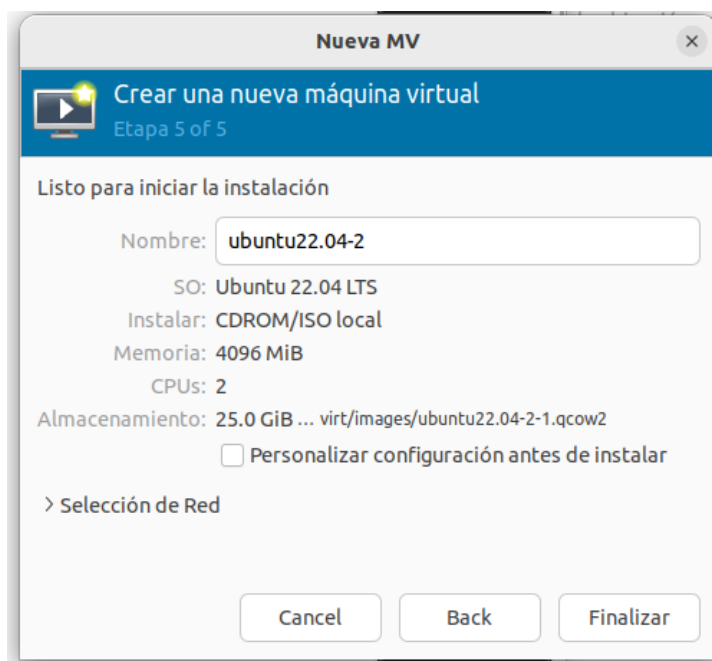 Nueva MV
Crear una nueva máquina virtual
Etapa 5 of 5
Listo para iniciar la instalación
Nombre: ubuntu22.04-2
SO: Ubuntu 22.04 LTS
Instalar: CDROM/ISO local
Memoria: 4096 MiB
CPUs: 2
Almacenamiento: 25.0 GiB ... virt/images/ubuntu22.04-2-1.qcow2
Personalizar configuración antes de instalar
Selección de Red
Cancel Back Finalizar